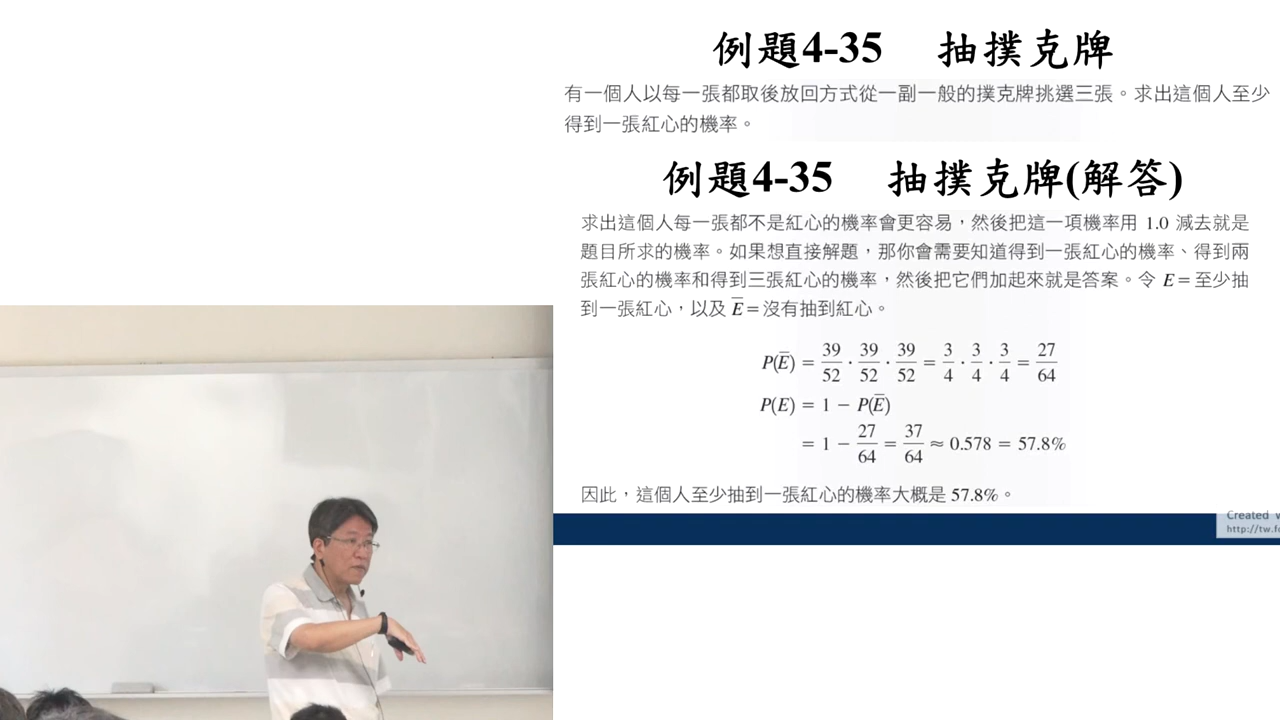 例題4-35 抽撲克牌
有一個人以每一張都取後放回方式從一副一般的撲克牌挑選三張。求出這個人至少
得到一張紅心的機率。
例題4-35 抽撲克牌(解答)
求出這個人每一張都不是紅心的機率會更容易，然後把這一項機率用 1.0 減去就是
題目所求的機率。如果想直接解題，那你會需要知道得到一張紅心的機率、得到兩
張紅心的機率和得到三張紅心的機率，然後把它們加起來就是答案。令 E = 至少抽
到一張紅心，以及 E̅ = 沒有抽到紅心。
P(E̅) = 39/52 · 39/52 · 39/52 = 3/4 · 3/4 · 3/4 = 27/64
P(E) = 1 − P(E̅)
= 1 − 27/64 = 37/64 ≈ 0.578 = 57.8%
因此，這個人至少抽到一張紅心的機率大概是 57.8%。
Created
http://tw.f